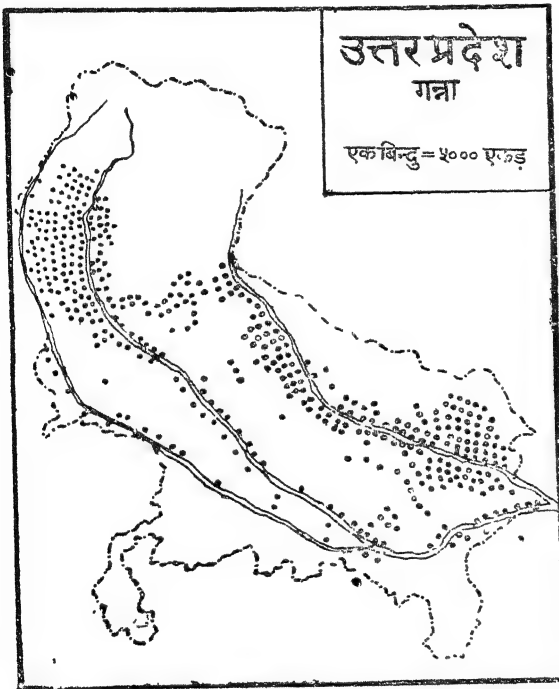 उत्तर प्रदेश
गन्ना
एक बिन्दु = ५००० एकड़